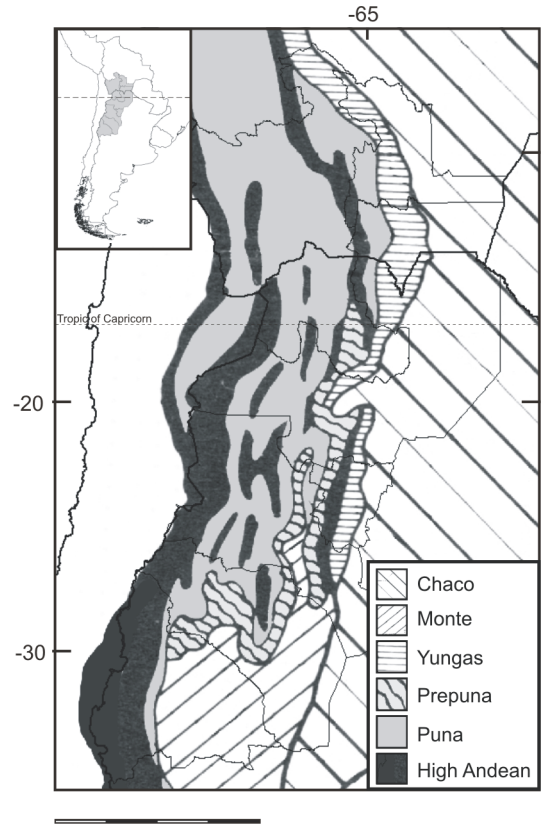 -65
Tropic of Capricorn
-20
-30
Chaco
Monte
Yungas
Prepuna
Puna
High Andean